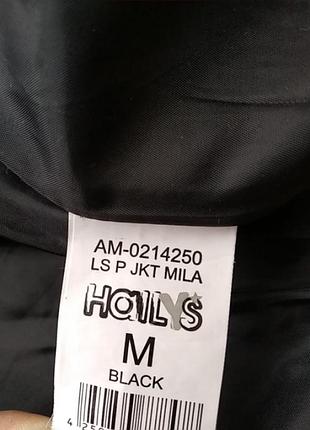 AM-0214250
LS P JKT MILA
HaiLYS
M
BLACK